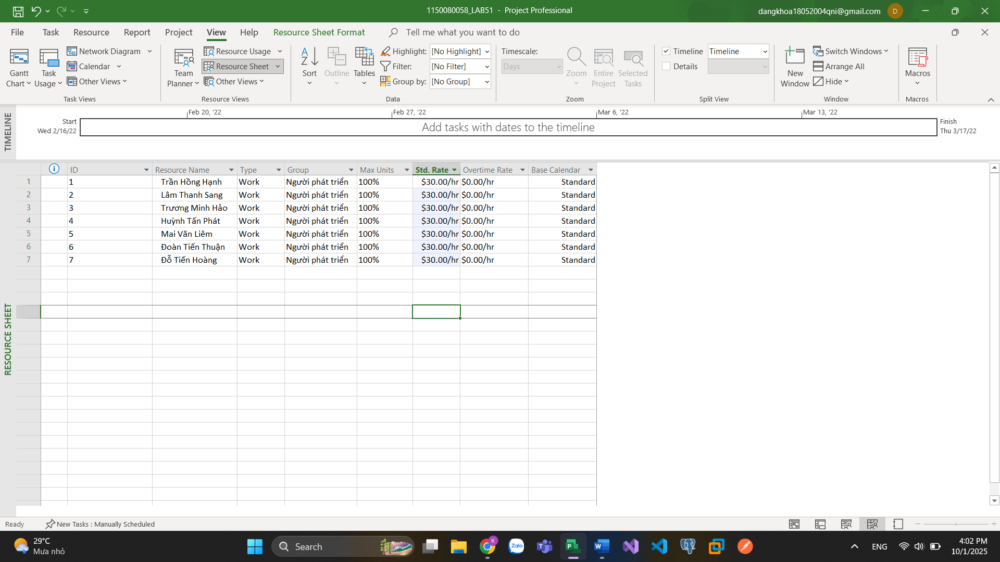 1150080058_LAB51 - Project Professional
dangkhoa18052004qni@gmail.com
D
File Task Resource Report Project View Help Resource Sheet Format Tell me what you want to do
Gantt Chart
Task Usage
Network Diagram
Calendar
Other Views
Task Views
Team Planner
Resource Usage
Resource Sheet
Other Views
Resource Views
Sort
Outline
Tables
Highlight: [No Highlight]
Filter: [No Filter]
Group by: [No Group]
Data
Timescale:
Days
Zoom
Entire Project
Selected Tasks
Zoom
Timeline Timeline
Details
Split View
New Window
Switch Windows
Arrange All
Hide
Window
Macros
Macros
TIMELINE
Feb 20, '22 Feb 27, '22 Mar 6, '22 Mar 13, '22
Start
Wed 2/16/22
Add tasks with dates to the timeline
Finish
Thu 3/17/22
RESOURCE SHEET
ID Resource Name Type Group Max Units Std. Rate Overtime Rate Base Calendar
1 1 Trần Hồng Hạnh Work Người phát triển 100% $30.00/hr $0.00/hr Standard
2 2 Lâm Thanh Sang Work Người phát triển 100% $30.00/hr $0.00/hr Standard
3 3 Trương Minh Hảo Work Người phát triển 100% $30.00/hr $0.00/hr Standard
4 4 Huỳnh Tấn Phát Work Người phát triển 100% $30.00/hr $0.00/hr Standard
5 5 Mai Văn Liêm Work Người phát triển 100% $30.00/hr $0.00/hr Standard
6 6 Đoàn Tiến Thuận Work Người phát triển 100% $30.00/hr $0.00/hr Standard
7 7 Đỗ Tiến Hoàng Work Người phát triển 100% $30.00/hr $0.00/hr Standard
Ready New Tasks : Manually Scheduled
29°C
Mưa nhỏ
Search
K
Zalo
ENG
4:02 PM
10/1/2025